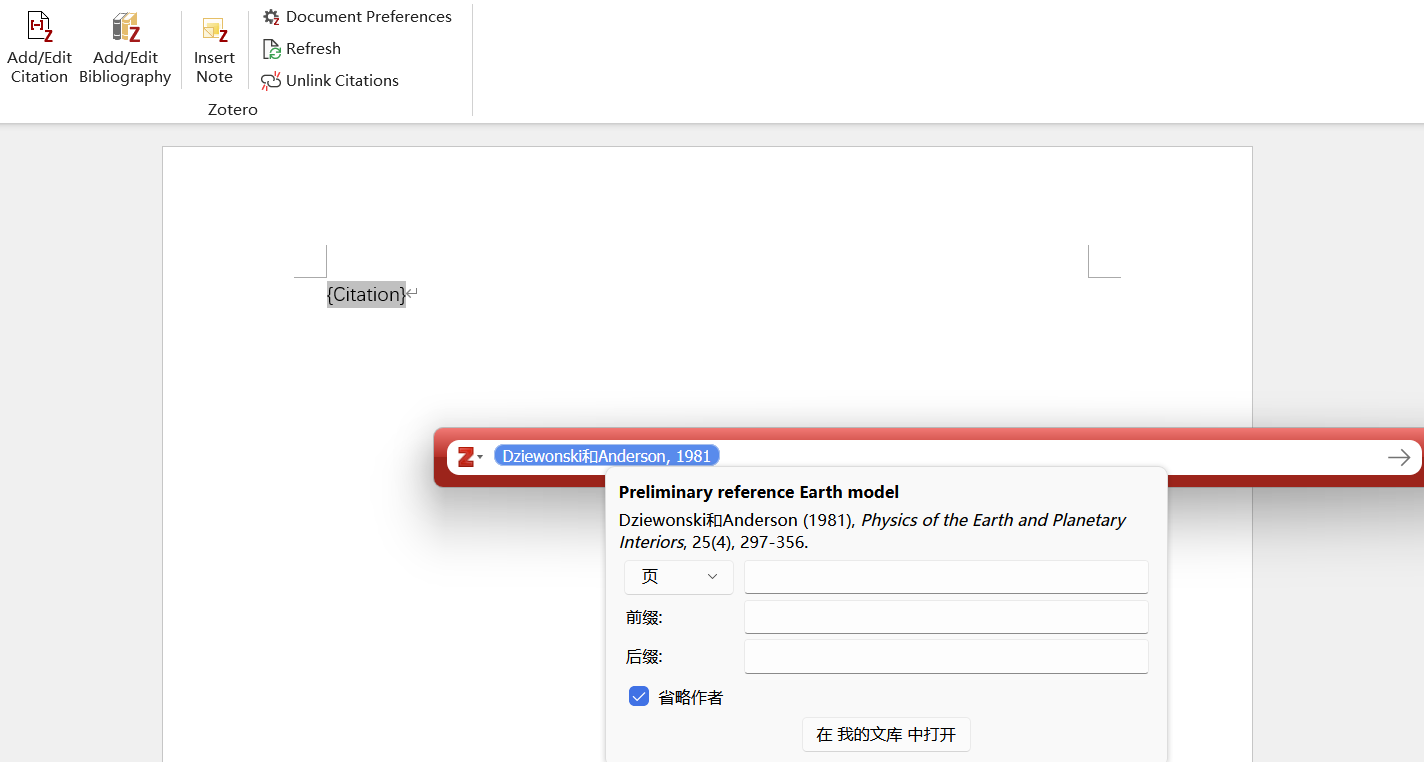 Add/Edit
Citation
Add/Edit
Bibliography
Insert
Note
Document Preferences
Refresh
Unlink Citations
Zotero
{Citation}↵
Dziewonski和Anderson, 1981
Preliminary reference Earth model
Dziewonski和Anderson (1981), Physics of the Earth and Planetary
Interiors, 25(4), 297-356.
页
前缀:
后缀:
省略作者
在 我的文库 中打开